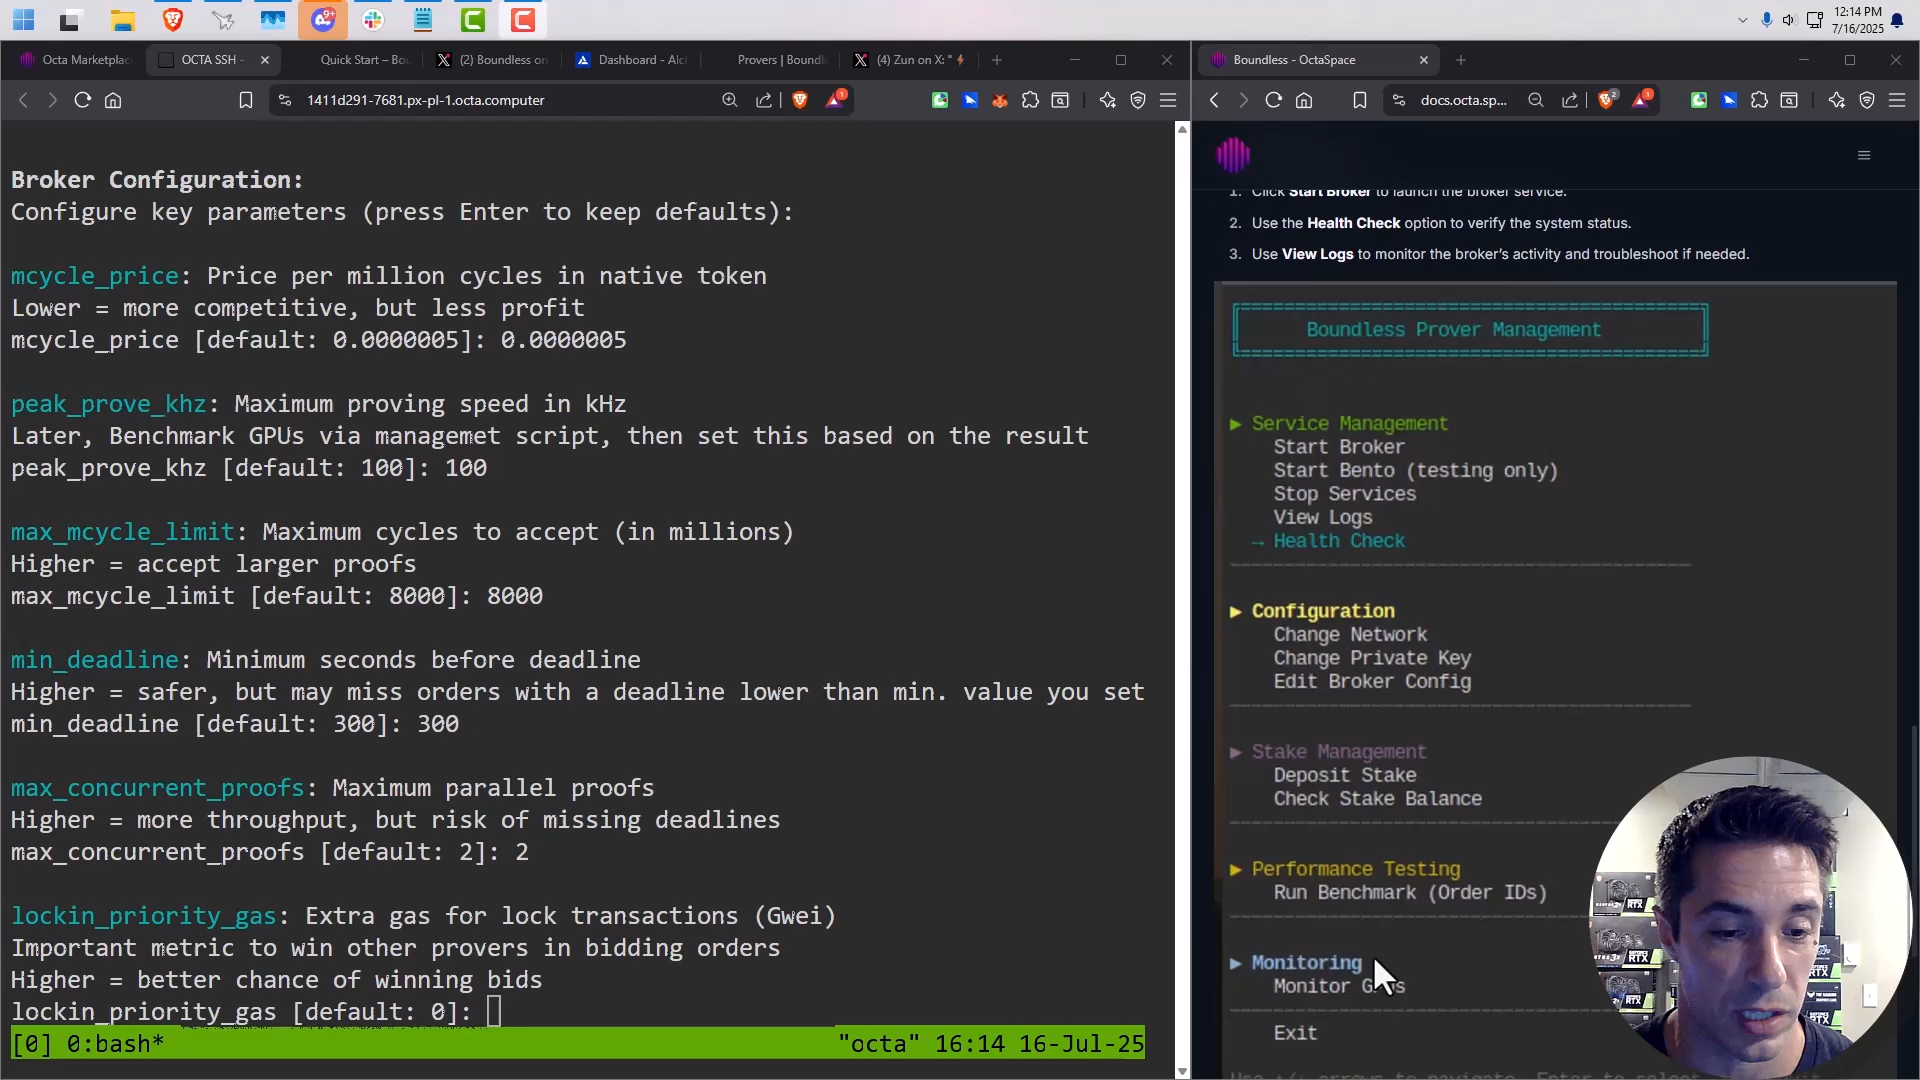 12:14 PM
7/16/2025
Octa Marketplac
OCTA SSH -
Quick Start – Bou
(2) Boundless on
Dashboard - Alc
Provers | Boundl
(4) Zun on X: "
1411d291-7681.px-pl-1.octa.computer
Broker Configuration:
Configure key parameters (press Enter to keep defaults):
mcycle_price: Price per million cycles in native token
Lower = more competitive, but less profit
mcycle_price [default: 0.0000005]: 0.0000005
peak_prove_khz: Maximum proving speed in kHz
Later, Benchmark GPUs via managemet script, then set this based on the result
peak_prove_khz [default: 100]: 100
max_mcycle_limit: Maximum cycles to accept (in millions)
Higher = accept larger proofs
max_mcycle_limit [default: 8000]: 8000
min_deadline: Minimum seconds before deadline
Higher = safer, but may miss orders with a deadline lower than min. value you set
min_deadline [default: 300]: 300
max_concurrent_proofs: Maximum parallel proofs
Higher = more throughput, but risk of missing deadlines
max_concurrent_proofs [default: 2]: 2
lockin_priority_gas: Extra gas for lock transactions (Gwei)
Important metric to win other provers in bidding orders
Higher = better chance of winning bids
lockin_priority_gas [default: 0]:
[0] 0:bash* "octa" 16:14 16-Jul-25
Boundless - OctaSpace
docs.octa.sp...
1. Click Start Broker to launch the broker service.
2. Use the Health Check option to verify the system status.
3. Use View Logs to monitor the broker's activity and troubleshoot if needed.
Boundless Prover Management
▶ Service Management
Start Broker
Start Bento (testing only)
Stop Services
View Logs
→ Health Check
▶ Configuration
Change Network
Change Private Key
Edit Broker Config
▶ Stake Management
Deposit Stake
Check Stake Balance
▶ Performance Testing
Run Benchmark (Order IDs)
▶ Monitoring
Monitor
Exit